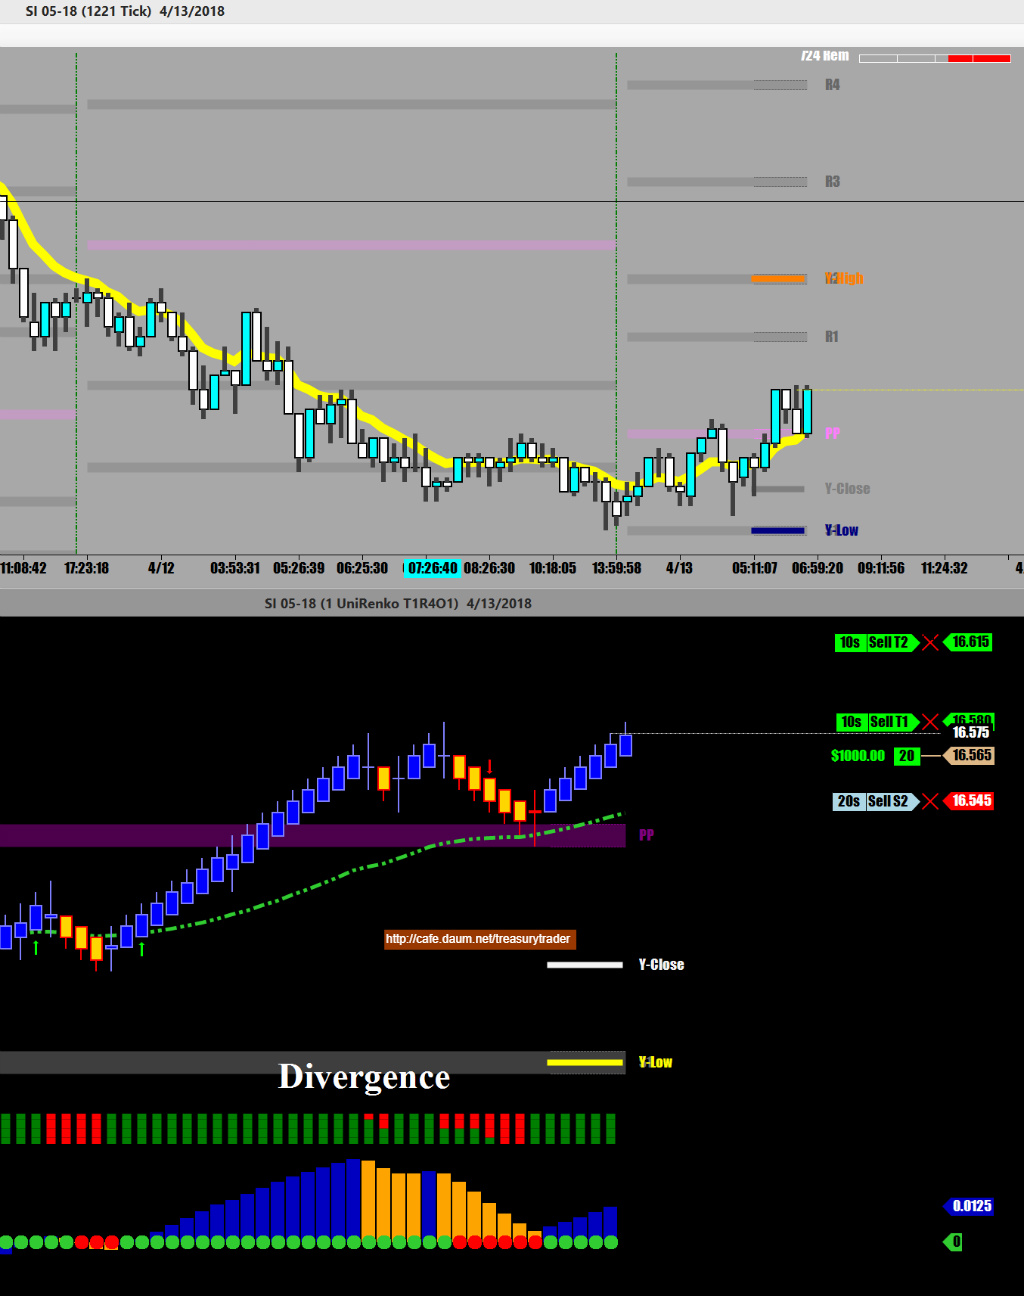 SI 05-18 (1221 Tick)  4/13/2018
724 Rem
R4
R3
Y-High
R1
PP
Y-Close
Y-Low
11:08:42 17:23:18 4/12 03:53:31 05:26:39 06:25:30 07:26:40 08:26:30 10:18:05 13:59:58 4/13 05:11:07 06:59:20 09:11:56 11:24:32 4
SI 05-18 (1 UniRenko T1R4O1)  4/13/2018
10s Sell T2 16.615
10s Sell T1 16.580
16.575
$1000.00 20 16.565
20s Sell S2 16.545
PP
http://cafe.daum.net/treasurytrader
Y-Close
Y-Low
Divergence
0.0125
0